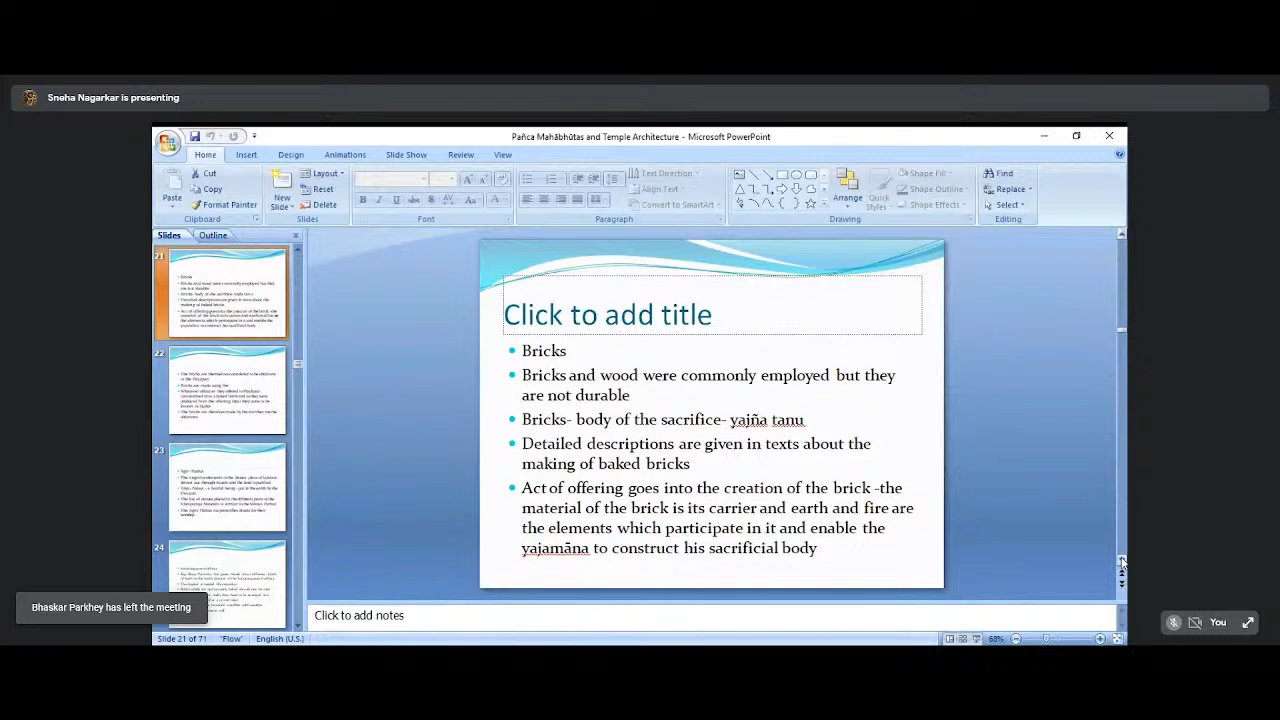 Sneha Nagarkar is presenting
Pañca Mahābhūtas and Temple Architecture - Microsoft PowerPoint
Home Insert Design Animations Slide Show Review View
Cut
Copy
Format Painter
Paste
Clipboard
New
Slide
Layout
Reset
Delete
Slides
Font
Text Direction
Align Text
Convert to SmartArt
Paragraph
Arrange
Quick
Styles
Shape Fill
Shape Outline
Shape Effects
Drawing
Find
Replace
Select
Editing
Slides Outline
21
22
23
24
Click to add title
Bricks
Bricks and wood were commonly employed but they
are not durable
Bricks- body of the sacrifice- yajña tanu
Detailed descriptions are given in texts about the
making of baked bricks
Act of offering precedes the creation of the brick- the
material of the brick is the carner and earth and fire are
the elements which participate in it and enable the
yajamāna to construct his sacrificial body
Bhaskar Perkhey has left the meeting
Click to add notes
You
Slide 21 of 71 "Flow" English (U.S.) 68%